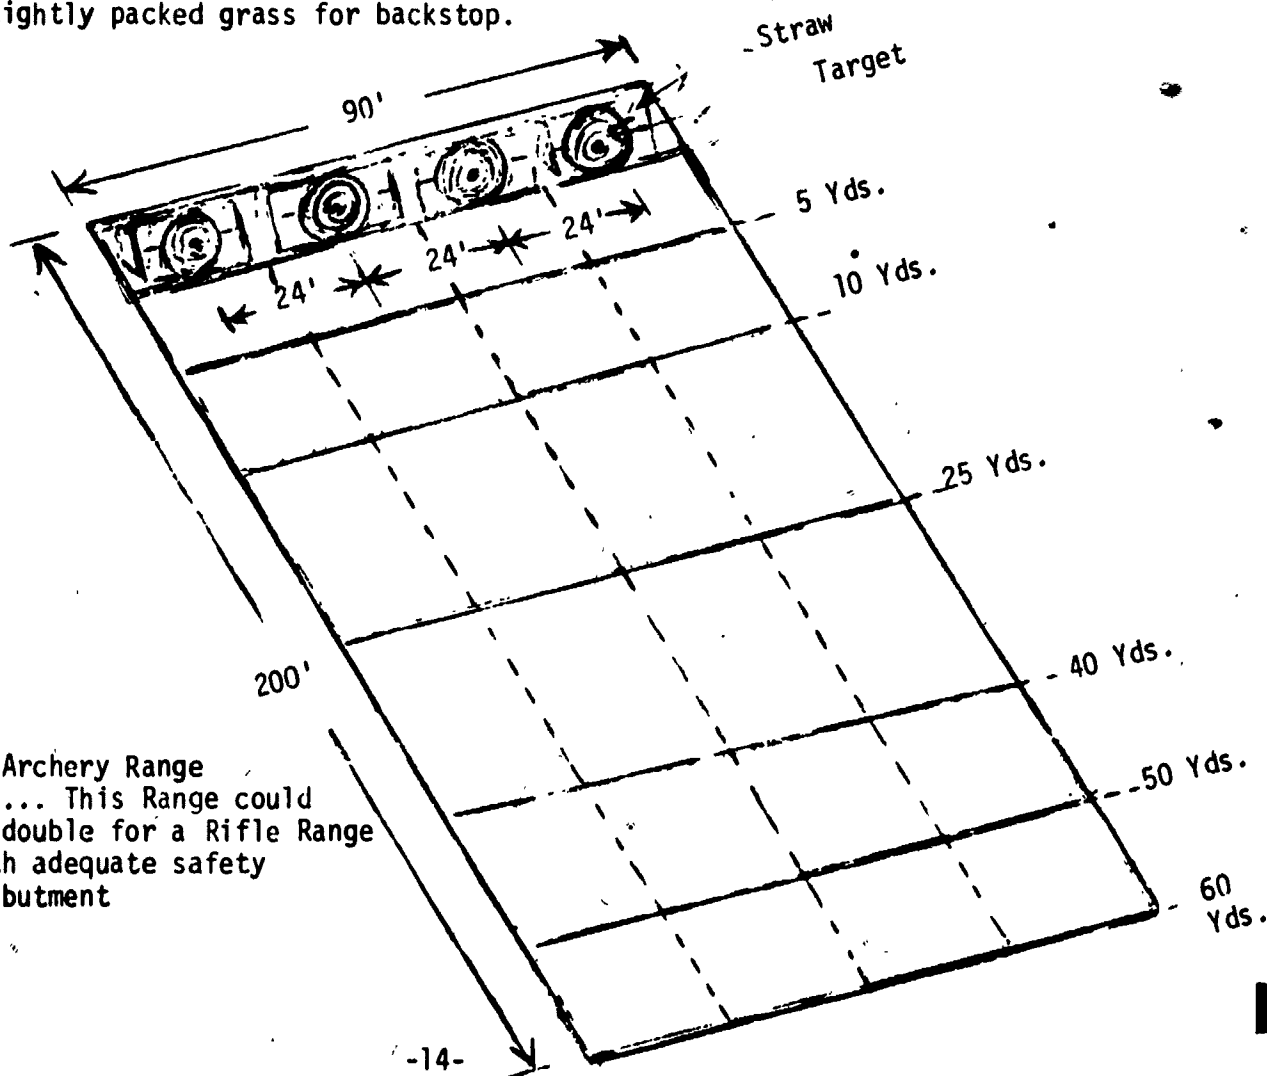 ightly packed grass for backstop.
Straw
Target
90'
5 Yds.
24'
24'
24'
10 Yds.
25 Yds.
200'
40 Yds.
50 Yds.
Archery Range
... This Range could
double for a Rifle Range
h adequate safety
butment
60
Yds.
-14-